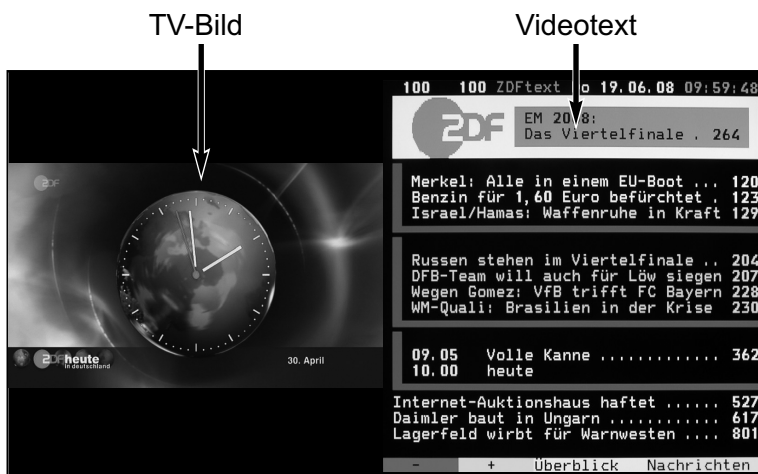 TV-Bild
Videotext
100 100 ZDFtext Do 19.06.08 09:59:48
ZDF
EM 2008:
Das Viertelfinale . 264
Merkel: Alle in einem EU-Boot ... 120
Benzin für 1,60 Euro befürchtet . 123
Israel/Hamas: Waffenruhe in Kraft 129
Russen stehen im Viertelfinale .. 204
DFB-Team will auch für Löw siegen 207
Wegen Gomez: VfB trifft FC Bayern 228
WM-Quali: Brasilien in der Krise 230
09.05 Volle Kanne ............. 362
10.00 heute
Internet-Auktionshaus haftet ...... 527
Daimler baut in Ungarn ............ 617
Lagerfeld wirbt für Warnwesten .... 801
- + Überblick Nachrichten
ZDF
ZDF heute
in deutschland
30. April